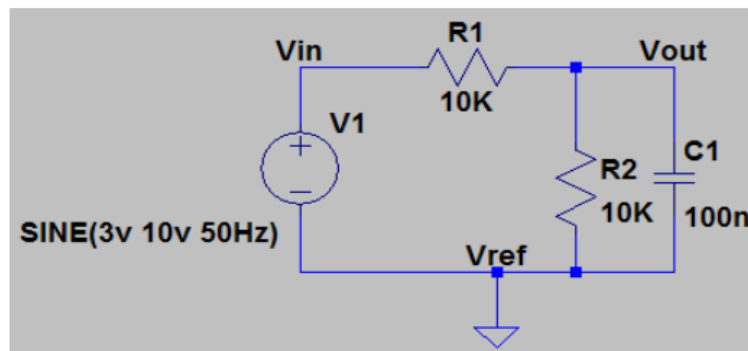 R1
Vin
Vout
10K
V1
C1
R2
SINE(3v 10v 50Hz)
10K
100n
Vref